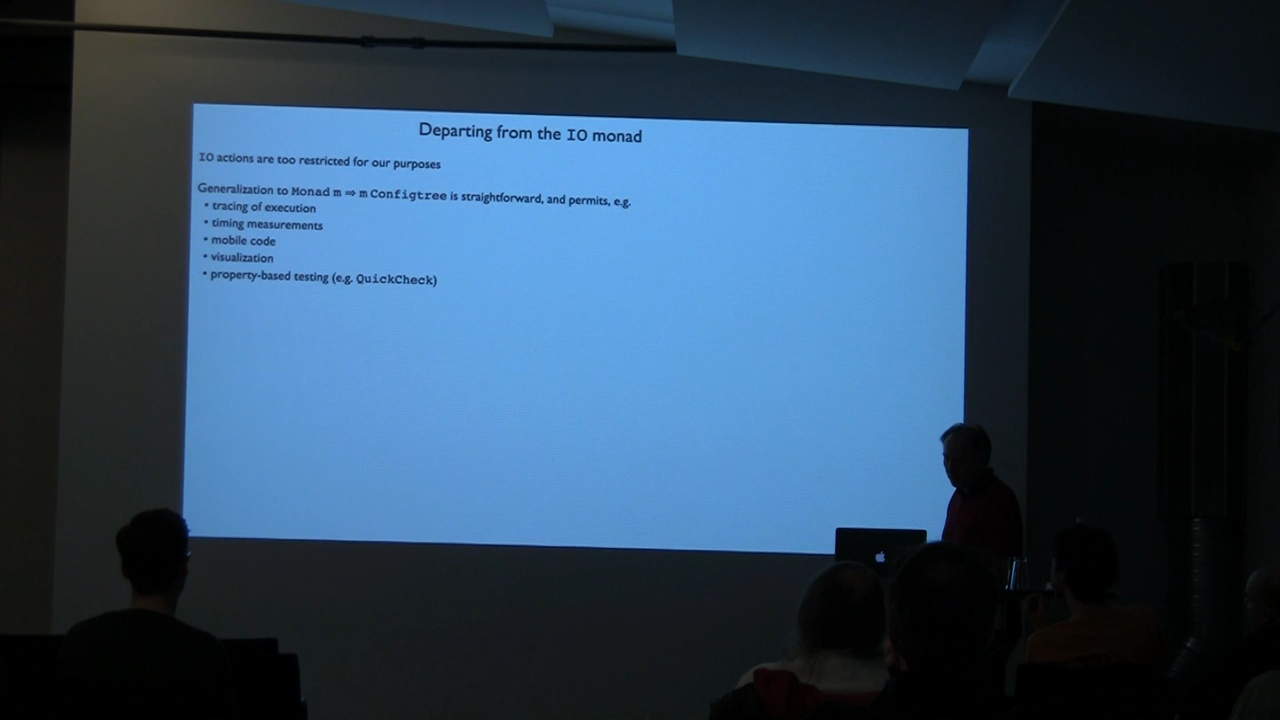 Departing from the IO monad
IO actions are too restricted for our purposes
Generalization to Monad m ⇒ m Configtree is straightforward, and permits, e.g.
• tracing of execution
• timing measurements
• mobile code
• visualization
• property-based testing (e.g. QuickCheck)